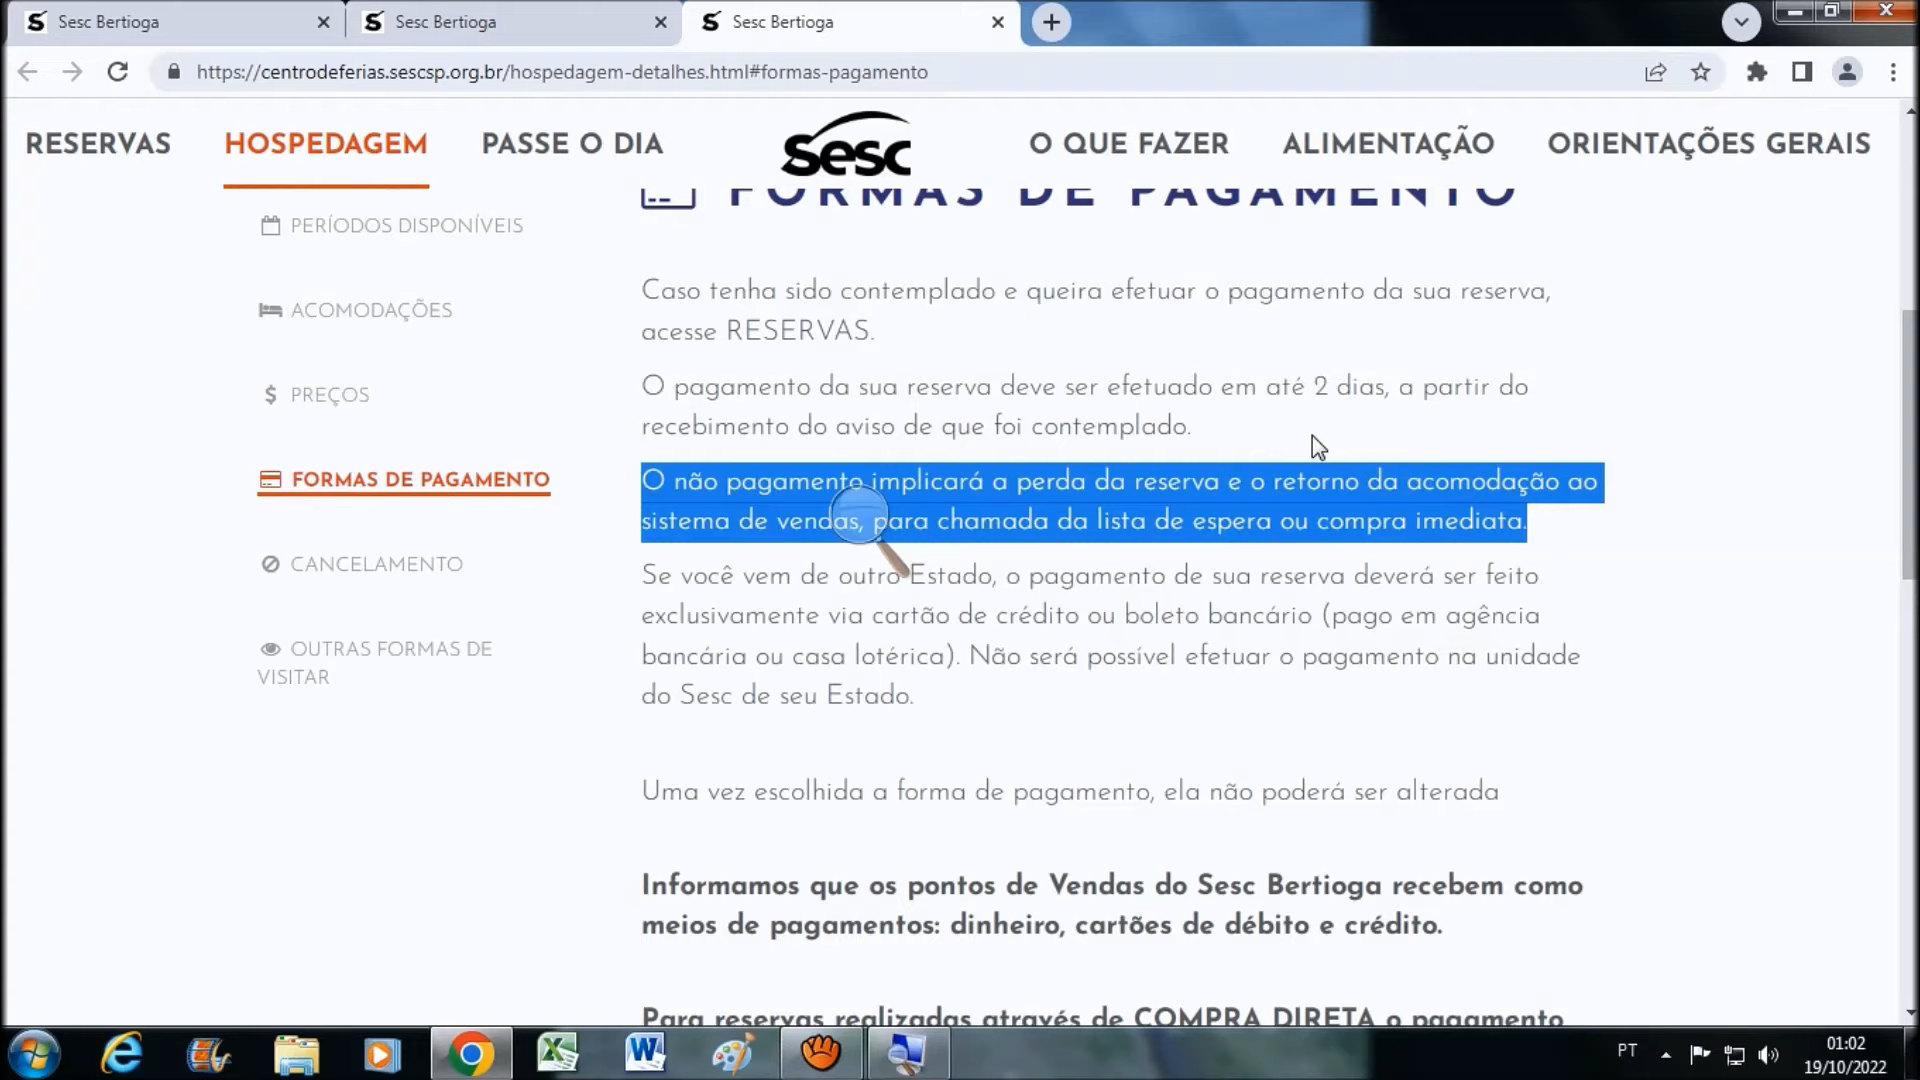 Sesc Bertioga
Sesc Bertioga
Sesc Bertioga
https://centrodeferias.sescsp.org.br/hospedagem-detalhes.html#formas-pagamento
RESERVAS
HOSPEDAGEM
PASSE O DIA
Sesc
O QUE FAZER
ALIMENTAÇÃO
ORIENTAÇÕES GERAIS
FORMAS DE PAGAMENTO
PERÍODOS DISPONÍVEIS
ACOMODAÇÕES
$ PREÇOS
FORMAS DE PAGAMENTO
CANCELAMENTO
OUTRAS FORMAS DE
VISITAR
Caso tenha sido contemplado e queira efetuar o pagamento da sua reserva,
acesse RESERVAS.
O pagamento da sua reserva deve ser efetuado em até 2 dias, a partir do
recebimento do aviso de que foi contemplado.
O não pagamento implicará a perda da reserva e o retorno da acomodação ao
sistema de vendas, para chamada da lista de espera ou compra imediata.
Se você vem de outro Estado, o pagamento de sua reserva deverá ser feito
exclusivamente via cartão de crédito ou boleto bancário (pago em agência
bancária ou casa lotérica). Não será possível efetuar o pagamento na unidade
do Sesc de seu Estado.
Uma vez escolhida a forma de pagamento, ela não poderá ser alterada
Informamos que os pontos de Vendas do Sesc Bertioga recebem como
meios de pagamentos: dinheiro, cartões de débito e crédito.
Para reservas realizadas através de COMPRA DIRETA o pagamento
PT
01:02
19/10/2022